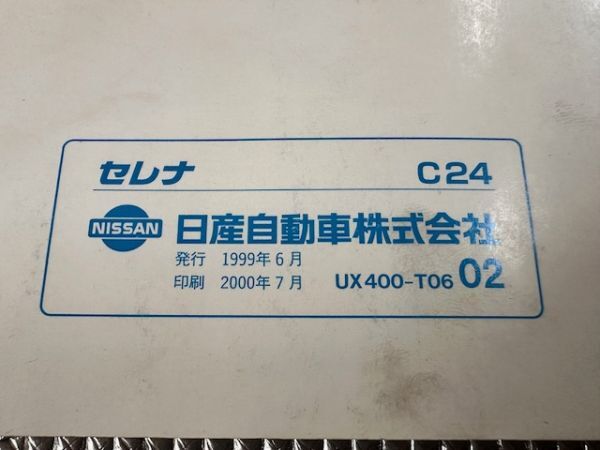 セレナ C24
NISSAN 日産自動車株式会社
発行 1999年6月
印刷 2000年7月 UX400-T06 02